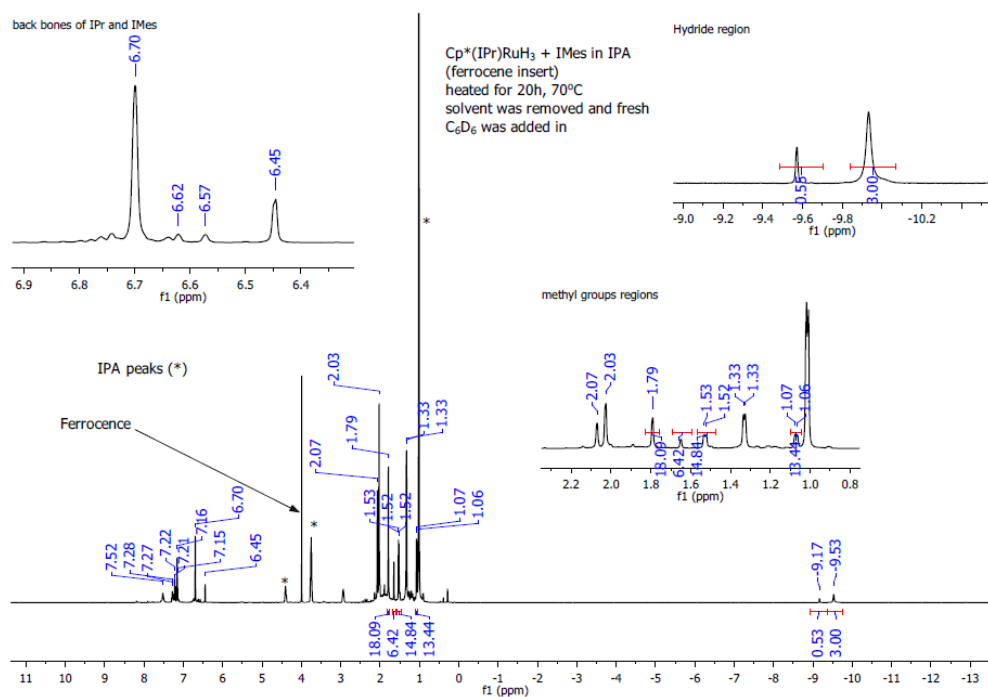 back bones of IPr and IMes
6.70
6.62
6.57
6.45
6.9 6.8 6.7 6.6 6.5 6.4
f1 (ppm)
Cp*(IPr)RuH₃ + IMes in IPA
(ferrocene insert)
heated for 20h, 70°C
solvent was removed and fresh
C₆D₆ was added in
*
Hydride region
0.55
3.00
-9.0 -9.2 -9.4 -9.6 -9.8 -10.2
f1 (ppm)
methyl groups regions
2.07
2.03
1.79
1.53
1.52
1.33
1.33
1.07
1.06
18.09
6.42
14.84
13.44
2.2 2.0 1.8 1.6 1.4 1.2 1.0 0.8
f1 (ppm)
IPA peaks (*)
Ferrocence
*
*
7.52
7.28
7.27
7.22
7.21
7.16
7.15
6.70
6.45
2.07
2.03
1.79
1.53
1.52
1.52
1.33
1.33
1.07
1.06
-9.17
-9.53
18.09
6.42
14.84
13.44
0.53
3.00
11 10 9 8 7 6 5 4 3 2 1 0 -1 -2 -3 -4 -5 -6 -7 -8 -9 -10 -11 -12 -13
f1 (ppm)